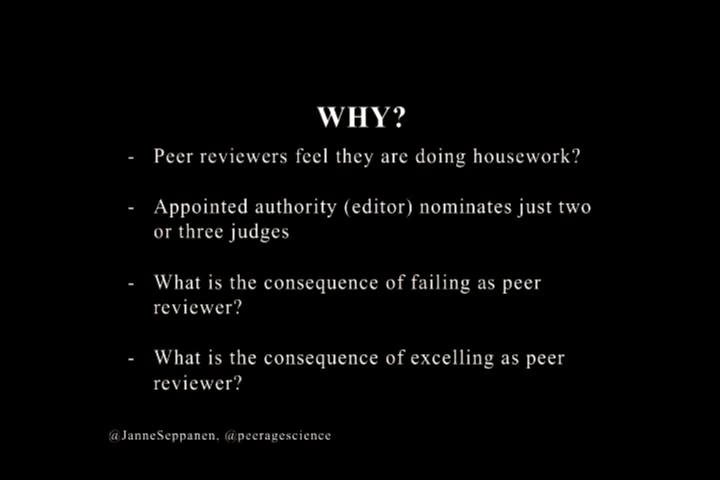 WHY?
- Peer reviewers feel they are doing housework?
- Appointed authority (editor) nominates just two
or three judges
- What is the consequence of failing as peer
reviewer?
- What is the consequence of excelling as peer
reviewer?
@JanneSeppanen, @peeragescience